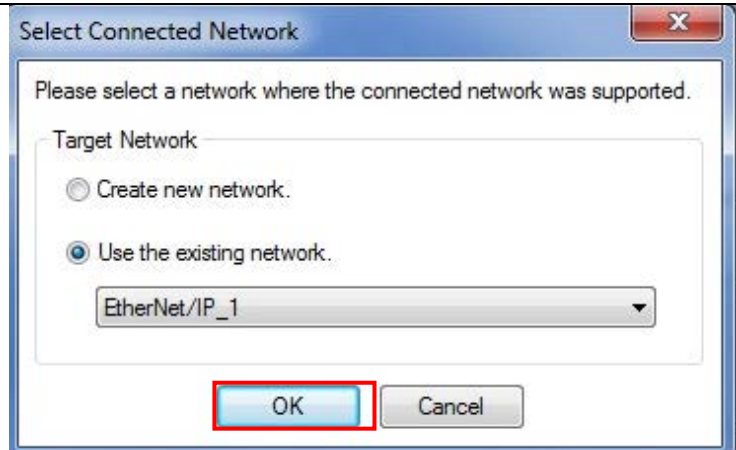 Select Connected Network
Please select a network where the connected network was supported.
Target Network
Create new network.
Use the existing network.
EtherNet/IP_1
OK
Cancel